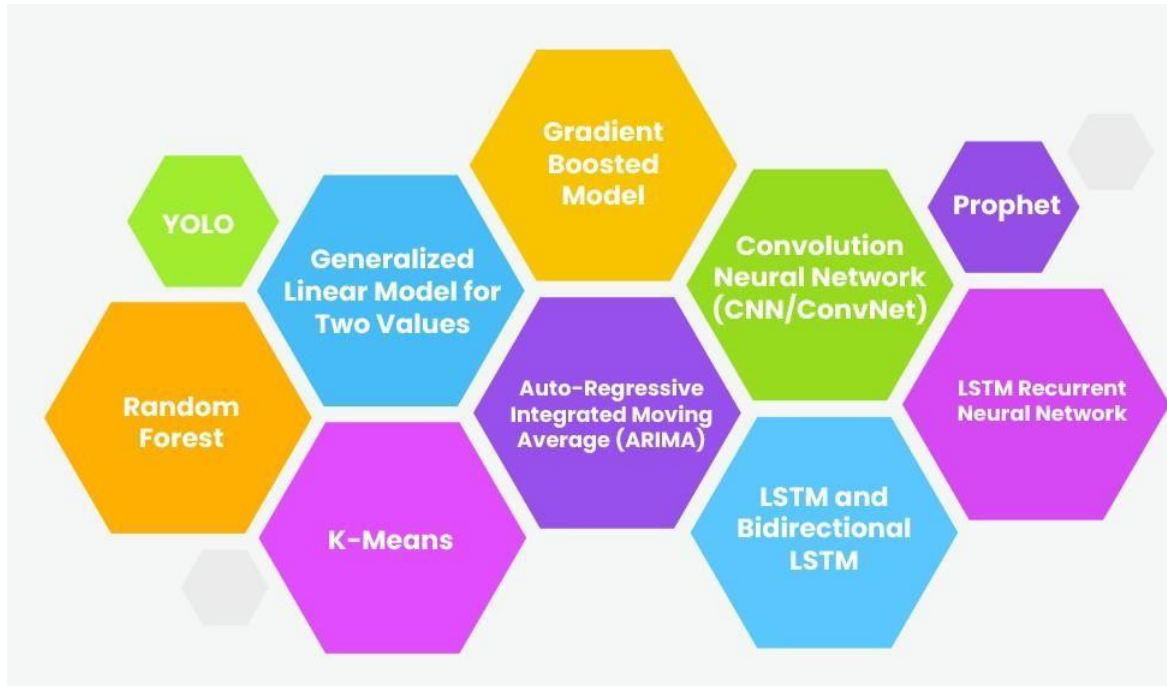 Gradient
Boosted
Model
YOLO
Prophet
Generalized
Linear Model for
Two Values
Convolution
Neural Network
(CNN/ConvNet)
Random
Forest
Auto-Regressive
Integrated Moving
Average (ARIMA)
LSTM Recurrent
Neural Network
K-Means
LSTM and
Bidirectional
LSTM